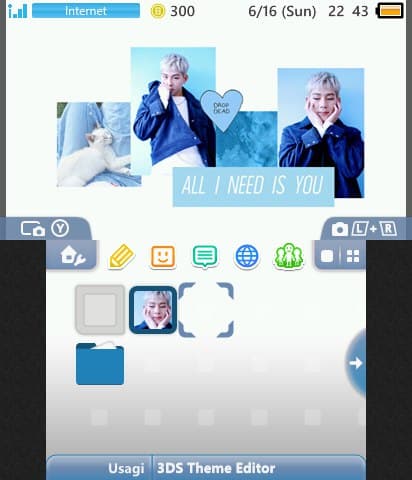 Internet
300
6/16 (Sun)
22 43
DROP
DEAD
ALL I NEED IS YOU
Y
L+R
Usagi
3DS Theme Editor